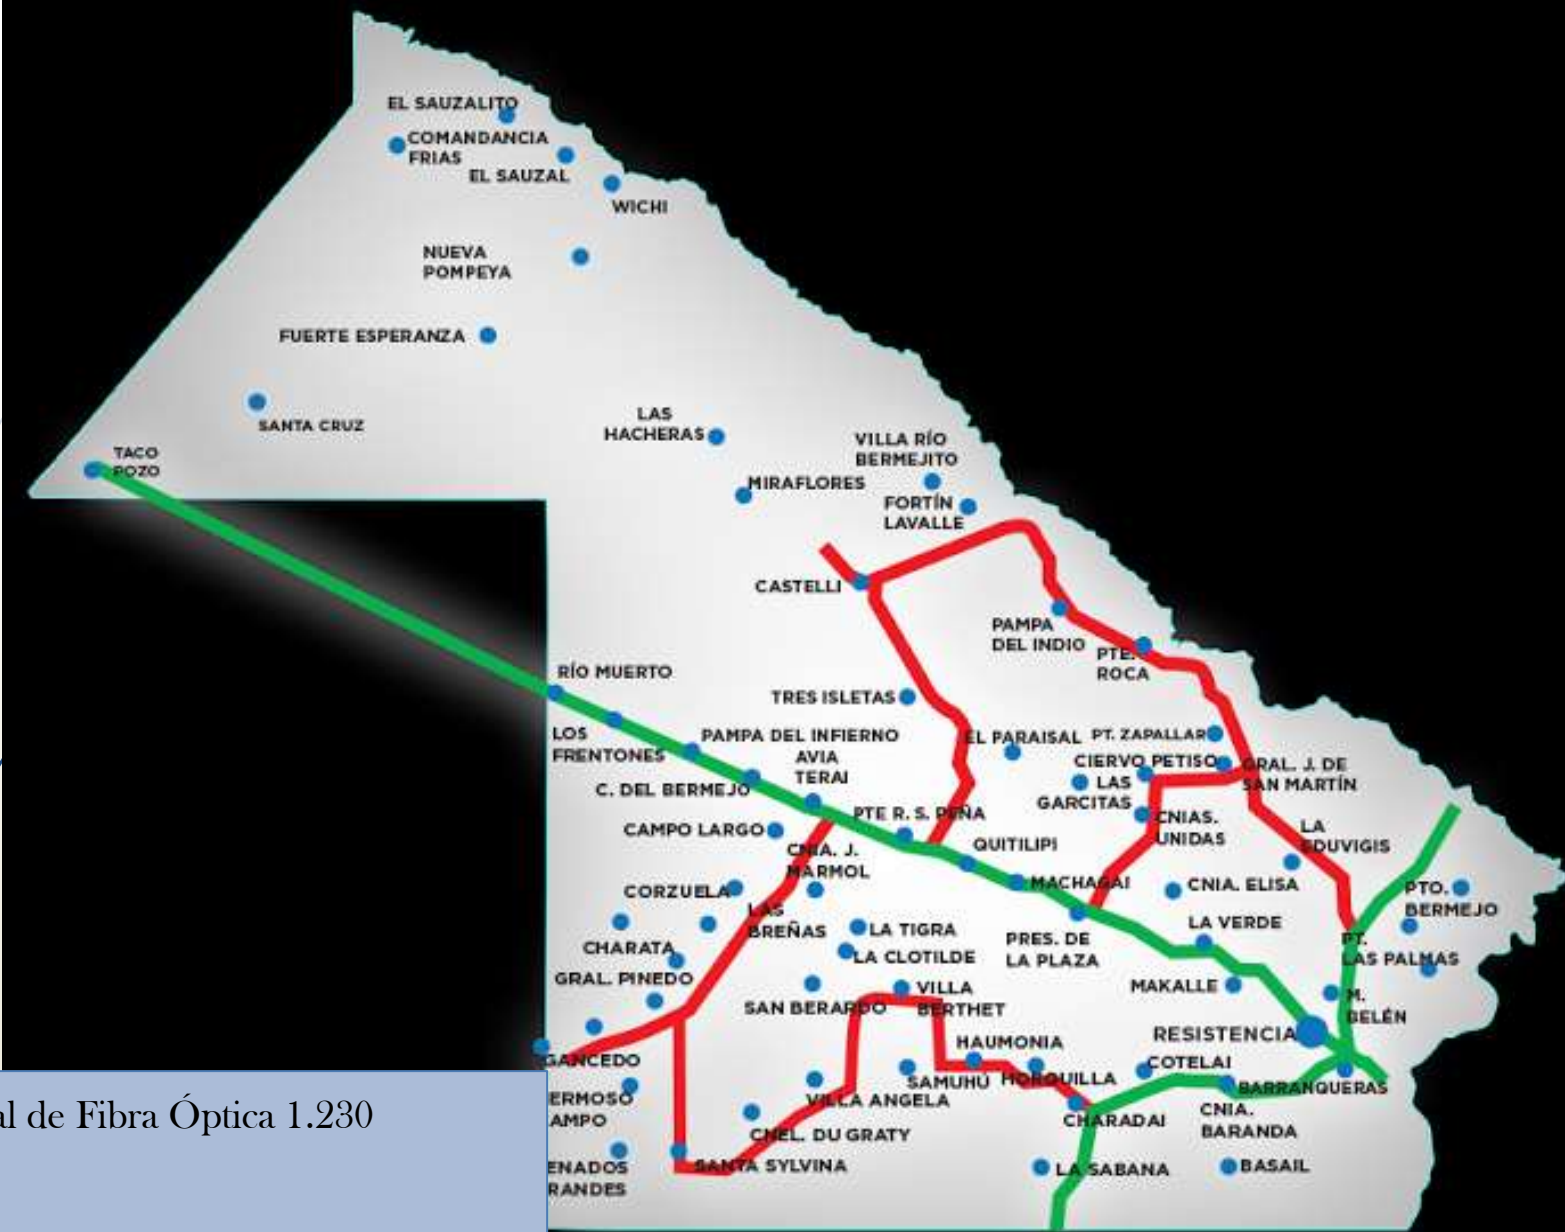 EL SAUZALITO
COMANDANCIA
FRIAS
EL SAUZAL
WICHI
NUEVA
POMPEYA
FUERTE ESPERANZA
SANTA CRUZ
LAS
HACHERAS
VILLA RÍO
BERMEJITO
TACO
POZO
MIRAFLORES
FORTÍN
LAVALLE
CASTELLI
PAMPA
DEL INDIO
PTE.
ROCA
RÍO MUERTO
TRES ISLETAS
LOS
FRENTONES
PAMPA DEL INFIERNO
EL PARAISAL
PT. ZAPALLAR
AVIA
TERAI
CIERVO PETISO
GRAL. J. DE
SAN MARTÍN
C. DEL BERMEJO
LAS
GARCITAS
PTE R. S. PEÑA
CNIAS.
UNIDAS
CAMPO LARGO
QUITILIPI
LA
EDUVIGIS
CNIA. J.
MARMOL
CORZUELA
MACHAGAI
CNIA. ELISA
PTO.
BERMEJO
LAS
BREÑAS
LA TIGRA
LA VERDE
CHARATA
LA CLOTILDE
PRES. DE
LA PLAZA
PT.
LAS PALMAS
GRAL. PINEDO
SAN BERARDO
VILLA
BERTHET
MAKALLE
M.
BELÉN
RESISTENCIA
HAUMONIA
GANCEDO
COTELAI
SAMUHÚ
HORQUILLA
BARRANQUERAS
ERMOSO
AMPO
VILLA ANGELA
CHARADAI
CNIA.
BARANDA
CNEL. DU GRATY
ENADOS
RANDES
SANTA SYLVINA
LA SABANA
BASAIL
al de Fibra Óptica 1.230